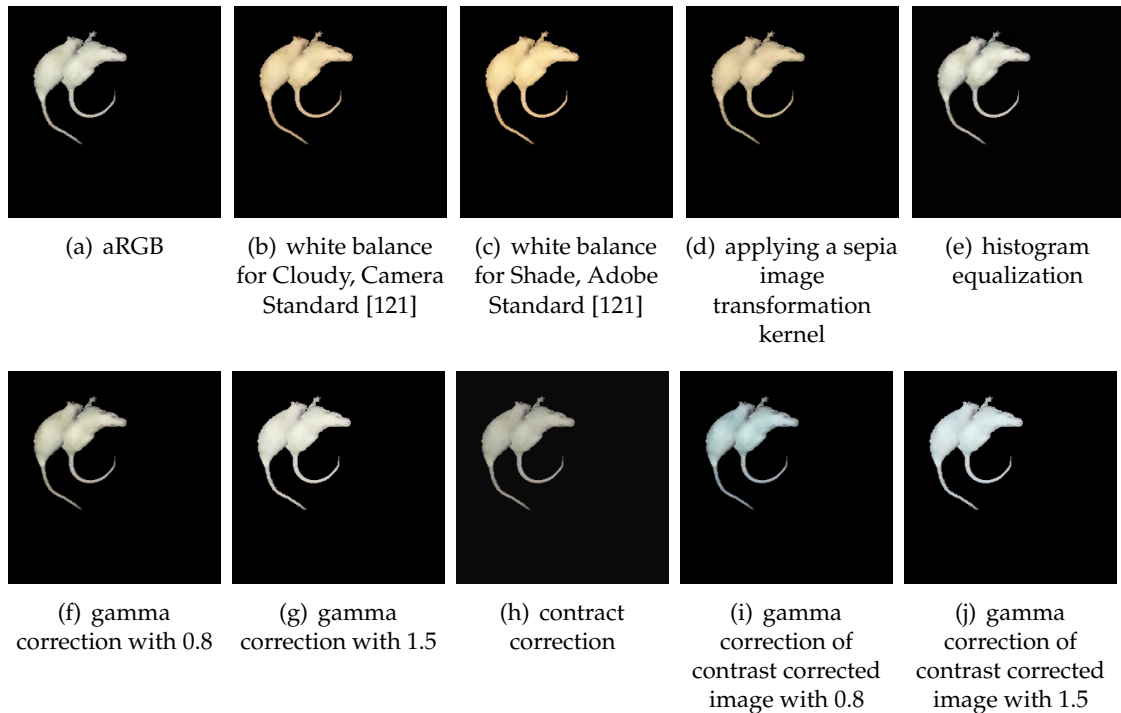 (a) aRGB
(b) white balance
for Cloudy, Camera
Standard [121]
(c) white balance
for Shade, Adobe
Standard [121]
(d) applying a sepia
image
transformation
kernel
(e) histogram
equalization
(f) gamma
correction with 0.8
(g) gamma
correction with 1.5
(h) contract
correction
(i) gamma
correction of
contrast corrected
image with 0.8
(j) gamma
correction of
contrast corrected
image with 1.5